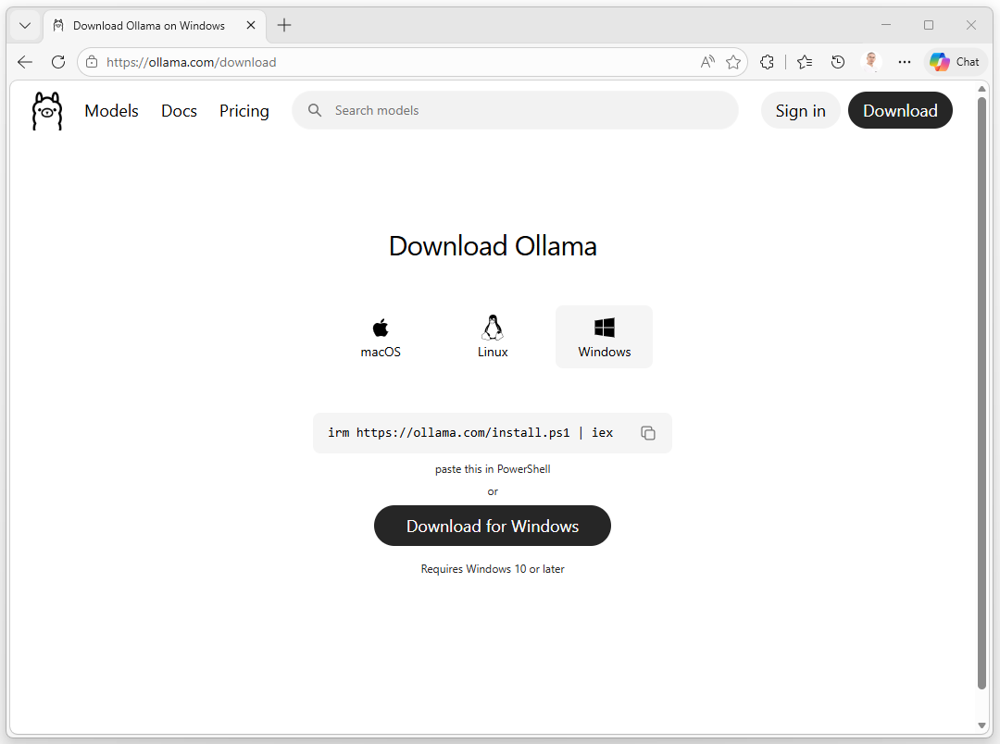 Download Ollama on Windows
https://ollama.com/download
Chat
Models Docs Pricing Search models Sign in Download
Download Ollama
macOS Linux Windows
irm https://ollama.com/install.ps1 | iex
paste this in PowerShell
or
Download for Windows
Requires Windows 10 or later